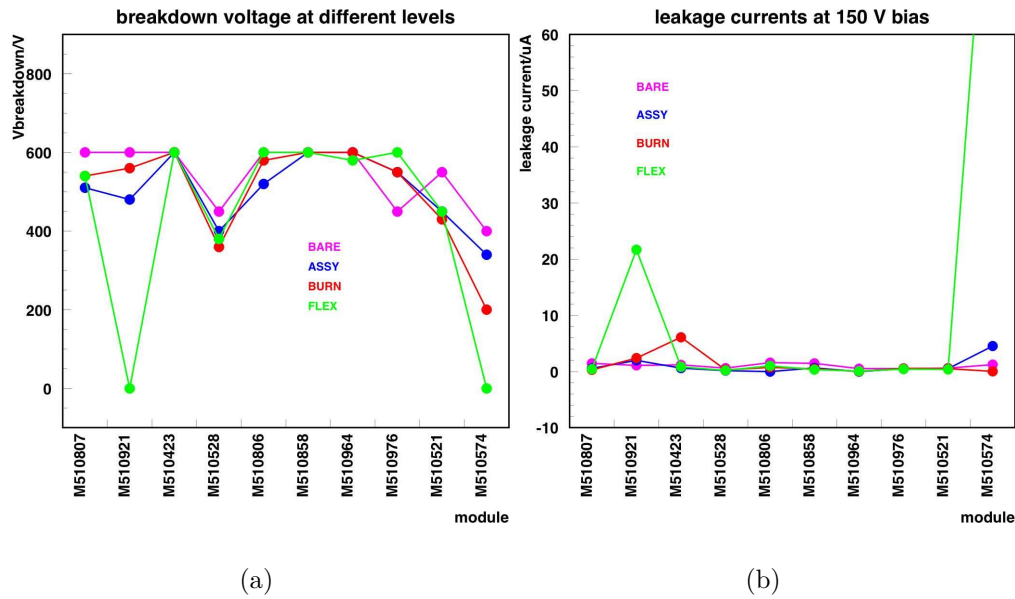 breakdown voltage at different levels
Vbreakdown/V
800
600
400
200
0
BARE
ASSY
BURN
FLEX
M510807
M510921
M510423
M510528
M510806
M510858
M510964
M510976
M510521
M510574
module
(a)
leakage currents at 150 V bias
leakage current/uA
60
50
40
30
20
10
0
-10
BARE
ASSY
BURN
FLEX
M510807
M510921
M510423
M510528
M510806
M510858
M510964
M510976
M510521
M510574
module
(b)